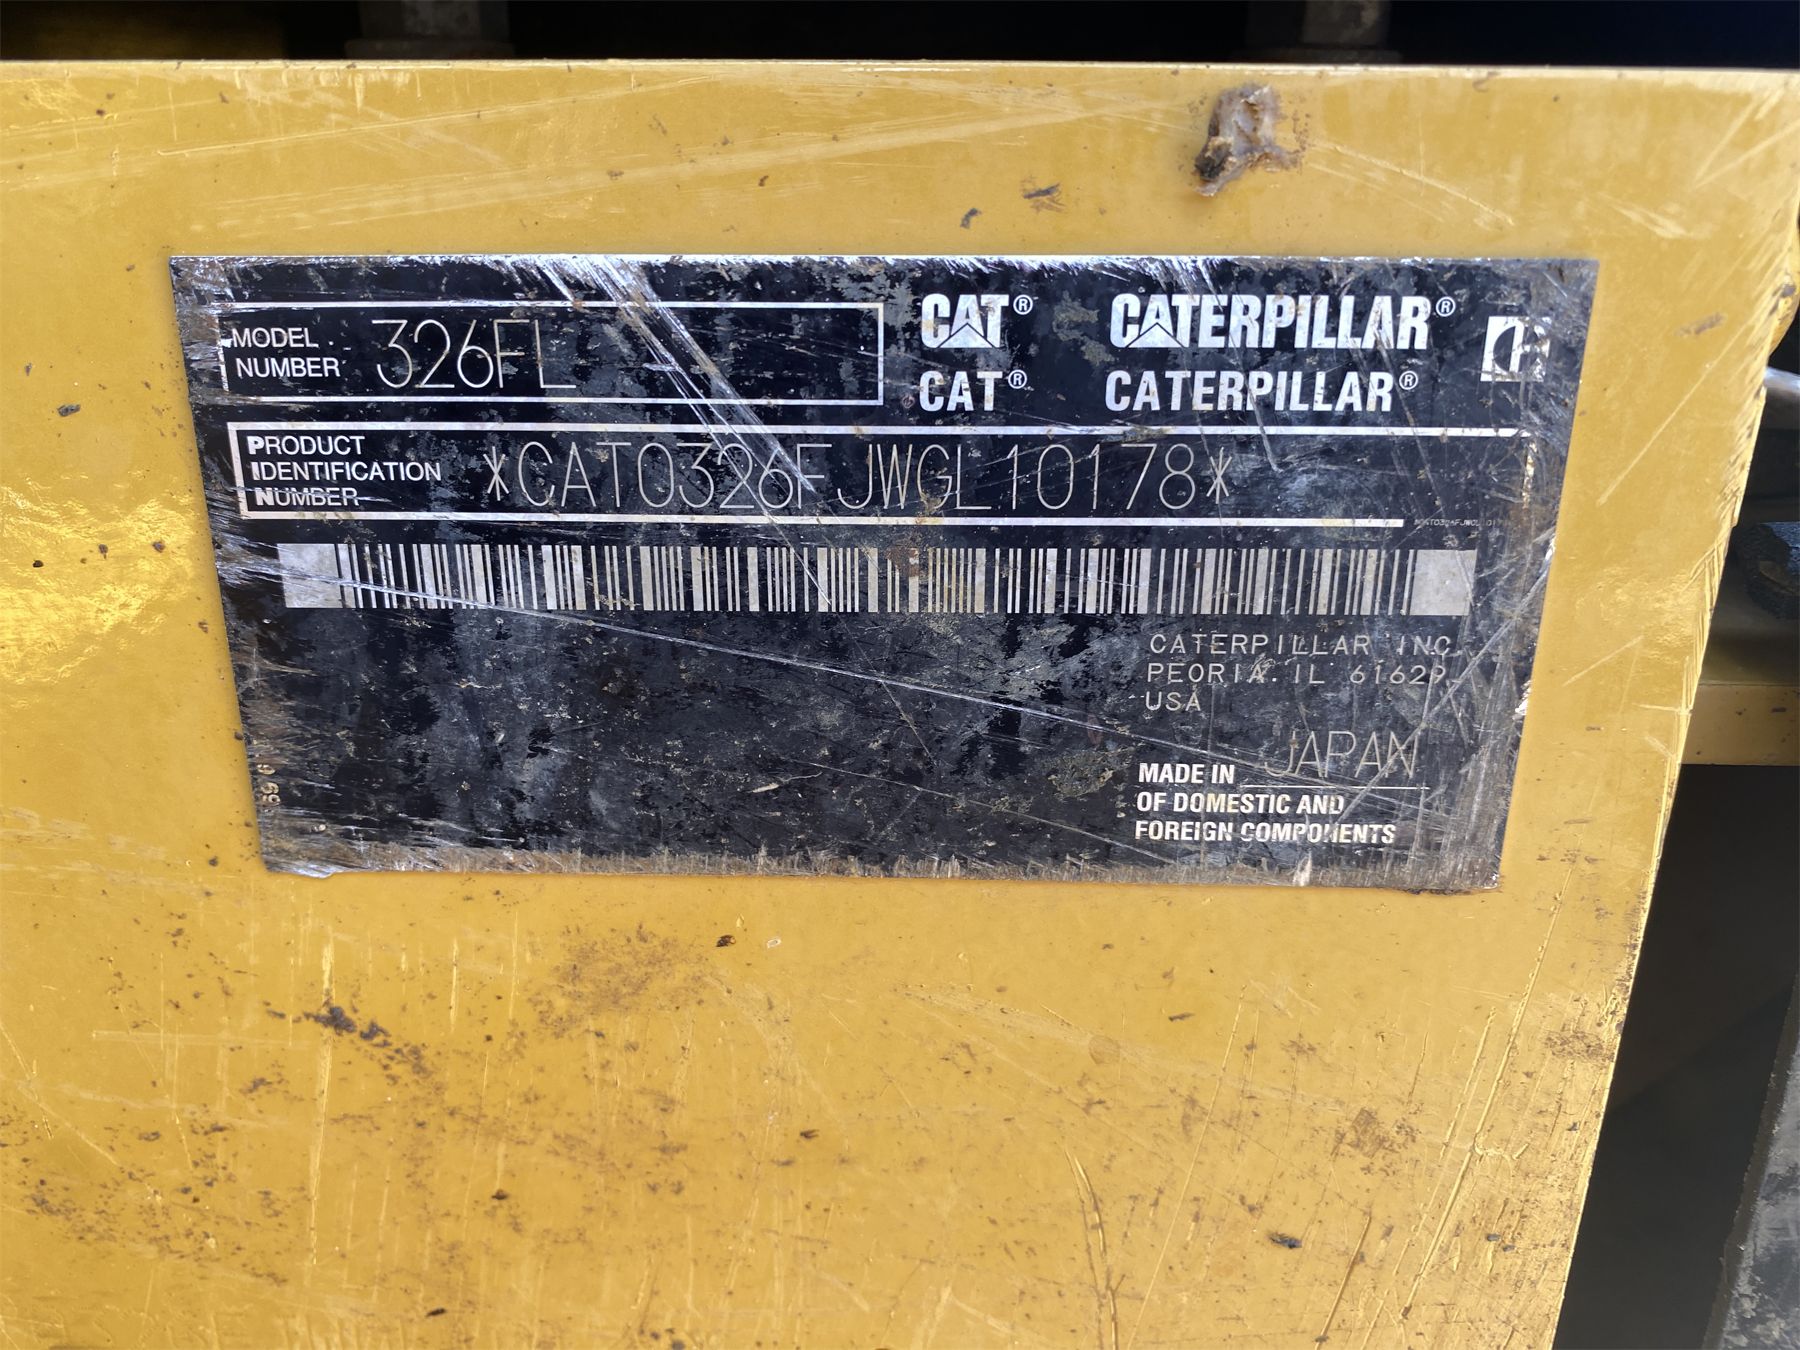 MODEL NUMBER 326FL
CAT® CATERPILLAR®
CAT® CATERPILLAR®
PRODUCT IDENTIFICATION NUMBER *CAT0326FJWGL10178*
CATERPILLAR INC
PEORIA. IL 61629
USA
MADE IN JAPAN
OF DOMESTIC AND
FOREIGN COMPONENTS